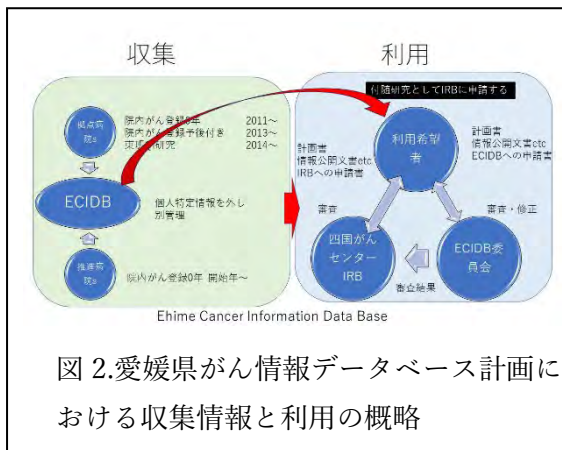 収集
利用
付随研究としてIRBに申請する
拠点病
院s
院内がん登録0年 2011~
院内がん登録予後付き 2013~
2014~
ECIDB
個人特定情報を外し
別管理
推進病
院s
院内がん登録0年 開始年~
利用希望
者
計画書
情報公開文書etc
IRBへの申請書
計画書
情報公開文書etc
ECIDBへの申請書
審査
審査・修正
四国がん
センター
IRB
ECIDB委
員会
審査結果
Ehime Cancer Information Data Base
図 2.愛媛県がん情報データベース計画に
おける収集情報と利用の概略